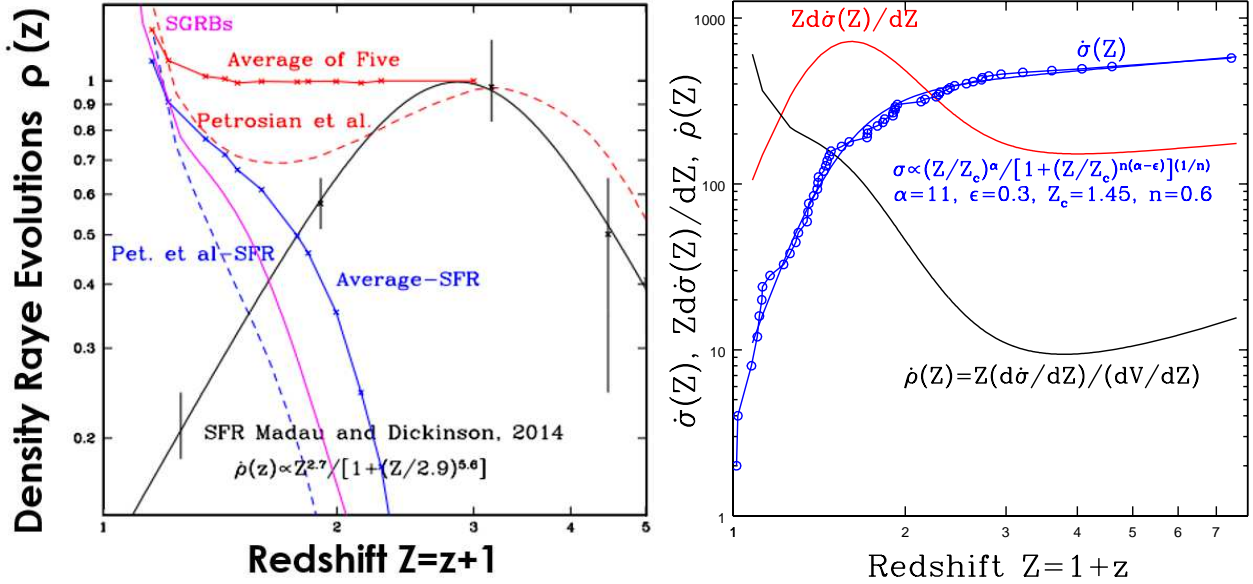 Density Raye Evolutions ρ̇(z)
1
0.9
0.8
0.7
0.6
0.5
0.4
0.3
0.2
SGRBs
Average of Five
Petrosian et al.
Pet. et al-SFR
Average-SFR
SFR Madau and Dickinson, 2014
ρ̇(z)∝Z^2.7/[1+(Z/2.9)^5.6]
1 2 3 4 5
Redshift Z=z+1
σ̇(Z), Zdσ̇(Z)/dZ, ρ̇(Z)
1000
100
10
1
Zdσ̇(Z)/dZ
σ̇(Z)
σ∝(Z/Z_c)^α/[1+(Z/Z_c)^n(α-ϵ)]^(1/n)
α=11, ϵ=0.3, Z_c=1.45, n=0.6
ρ̇(Z)=Z(dσ̇/dZ)/(dV/dZ)
1 2 3 4 5 6 7
Redshift Z=1+z